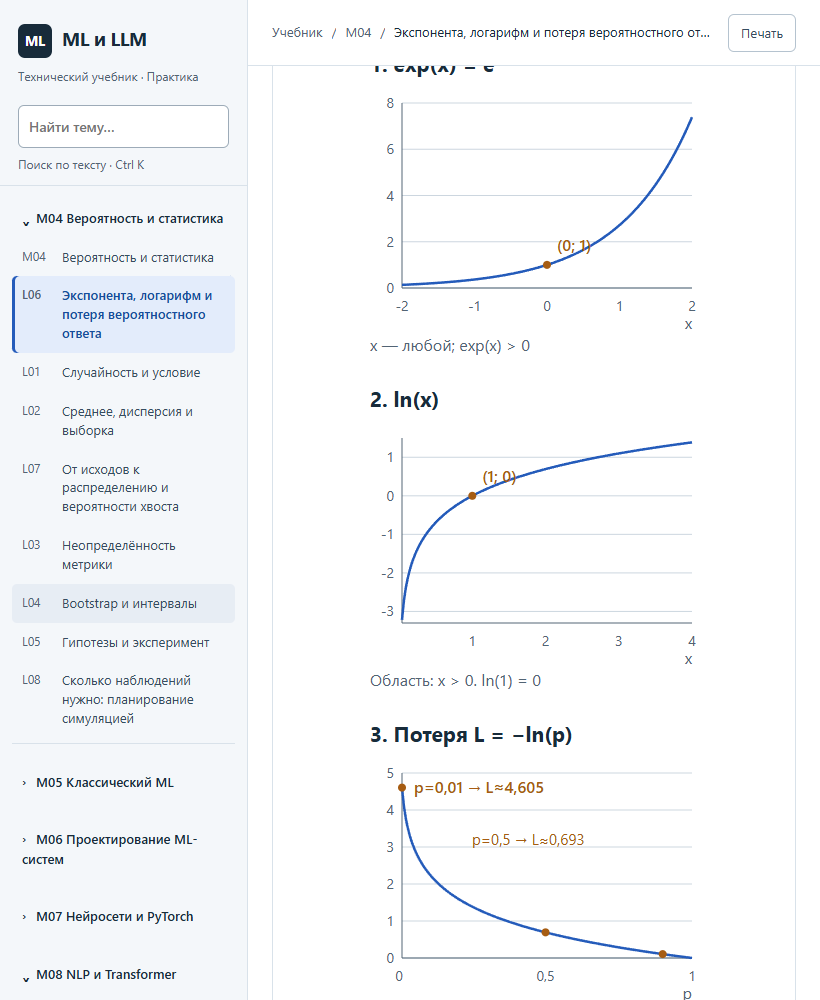 ML
ML и LLM
Технический учебник · Практика
Найти тему...
Поиск по тексту · Ctrl K
M04 Вероятность и статистика
M04 Вероятность и статистика
L06 Экспонента, логарифм и
потеря вероятностного
ответа
L01 Случайность и условие
L02 Среднее, дисперсия и
выборка
L07 От исходов к
распределению и
вероятности хвоста
L03 Неопределённость
метрики
L04 Bootstrap и интервалы
L05 Гипотезы и эксперимент
L08 Сколько наблюдений
нужно: планирование
симуляцией
M05 Классический ML
M06 Проектирование ML-
систем
M07 Нейросети и PyTorch
M08 NLP и Transformer
Учебник / M04 / Экспонента, логарифм и потеря вероятностного от...
Печать
1. exp(x) = e
8
6
4
2
0
(0; 1)
-2 -1 0 1 2
x
x — любой; exp(x) > 0
2. ln(x)
1
0
-1
-2
-3
(1; 0)
1 2 3 4
x
Область: x > 0. ln(1) = 0
3. Потеря L = −ln(p)
5
4
3
2
1
0
p=0,01 → L≈4,605
p=0,5 → L≈0,693
0 0,5 1
p